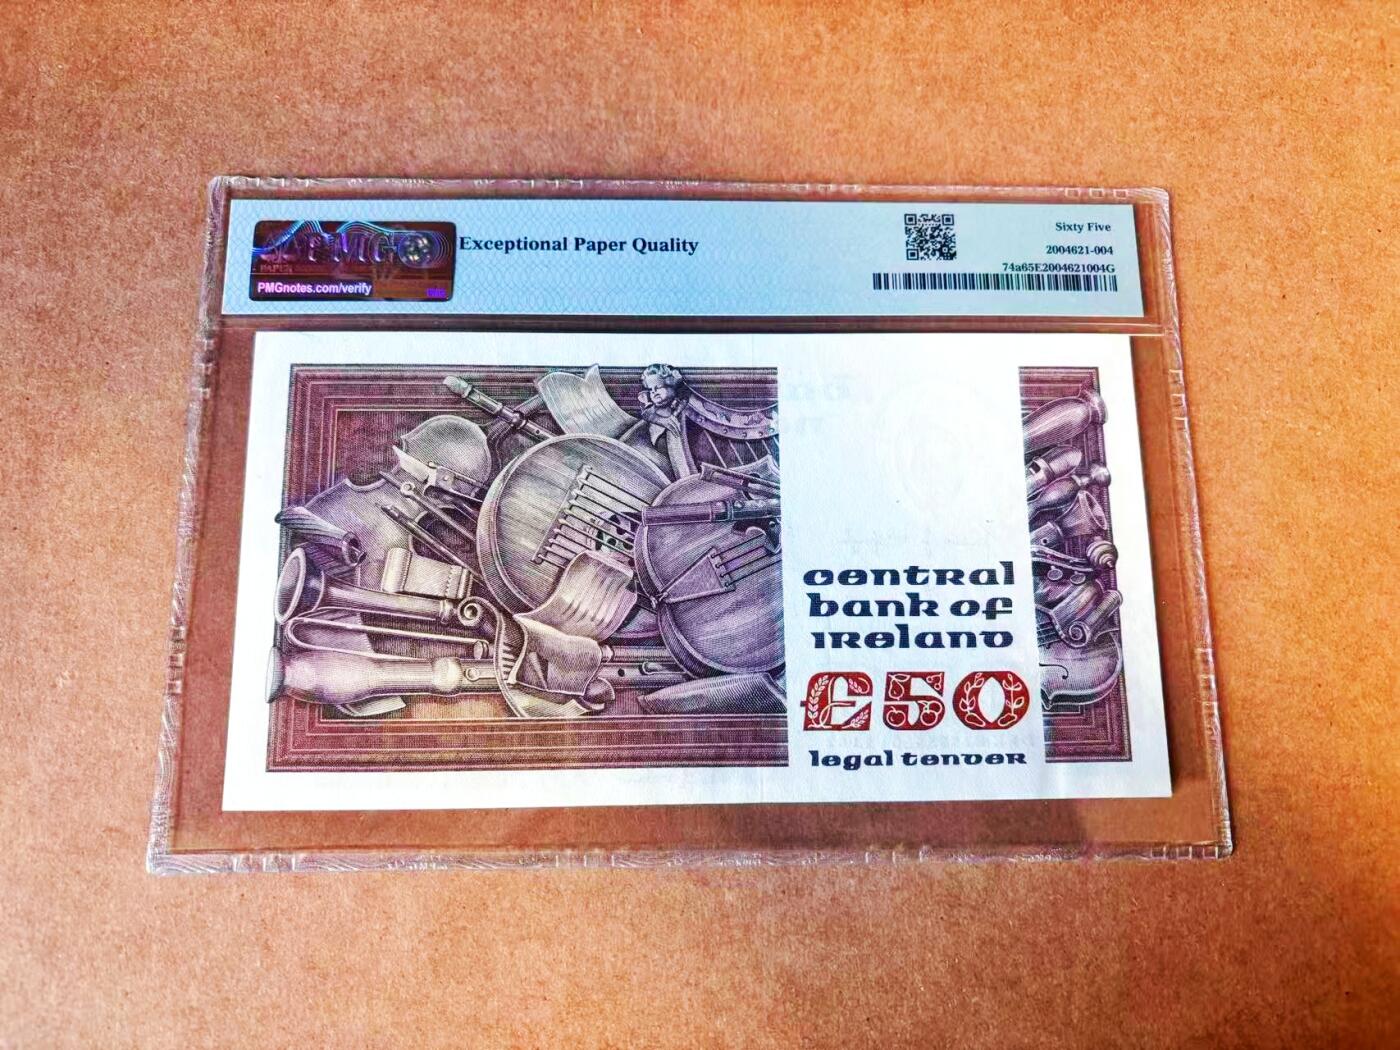 PMG
PAPER
PMGnotes.com/verify
Exceptional Paper Quality
Sixty Five
2004621-004
74a65E2004621004G
central
bank of
ireland
£50
legal tender